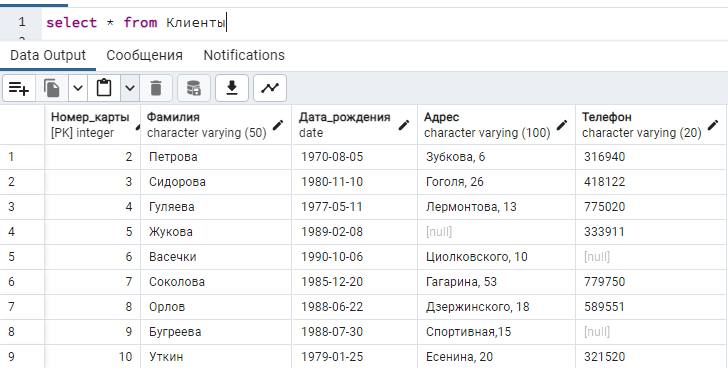 1 select * from Клиенты
2
Data Output Сообщения Notifications
Номер_карты Фамилия Дата_рождения Адрес Телефон
[PK] integer character varying (50) date character varying (100) character varying (20)
1 2 Петрова 1970-08-05 Зубкова, 6 316940
2 3 Сидорова 1980-11-10 Гоголя, 26 418122
3 4 Гуляева 1977-05-11 Лермонтова, 13 775020
4 5 Жукова 1989-02-08 [null] 333911
5 6 Васечки 1990-10-06 Циолковского, 10 [null]
6 7 Соколова 1985-12-20 Гагарина, 53 779750
7 8 Орлов 1988-06-22 Дзержинского, 18 589551
8 9 Бугреева 1988-07-30 Спортивная,15 [null]
9 10 Уткин 1979-01-25 Есенина, 20 321520